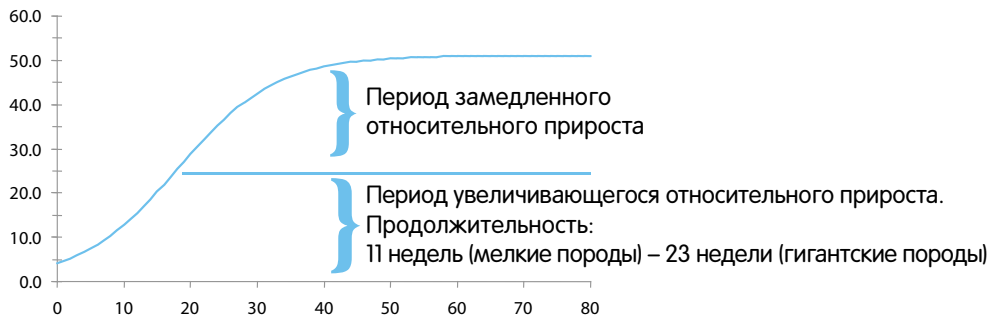 60.0
50.0
40.0
30.0
20.0
10.0
0.0
Период замедленного
относительного прироста
Период увеличивающегося относительного прироста.
Продолжительность:
11 недель (мелкие породы) – 23 недели (гигантские породы)
0 10 20 30 40 50 60 70 80